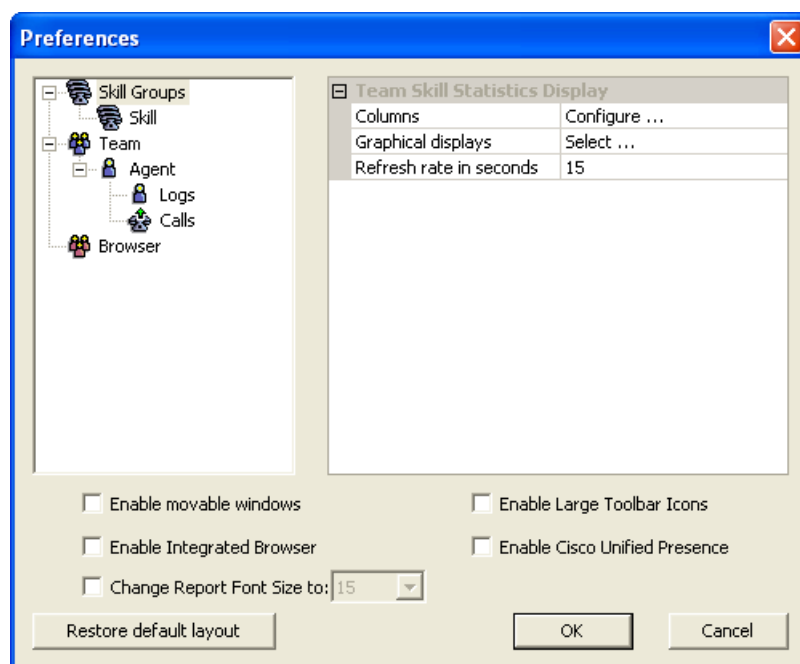 Preferences
Skill Groups
Skill
Team
Agent
Logs
Calls
Browser
Team Skill Statistics Display
Columns Configure ...
Graphical displays Select ...
Refresh rate in seconds 15
Enable movable windows
Enable Large Toolbar Icons
Enable Integrated Browser
Enable Cisco Unified Presence
Change Report Font Size to: 15
Restore default layout
OK
Cancel